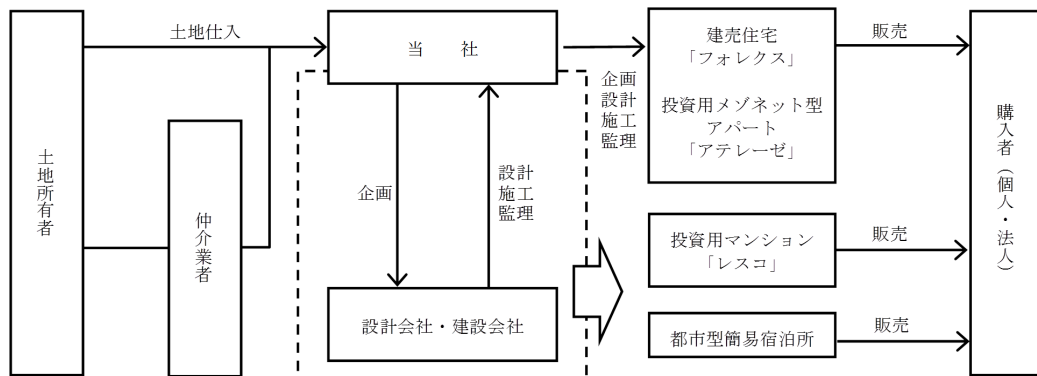 土地所有者
土地仕入
仲介業者
当　　社
企画
設計
施工
監理
設計会社・建設会社
企画
設計
施工
監理
建売住宅
「フォレクス」
投資用メゾネット型
アパート
「アテレーゼ」
投資用マンション
「レスコ」
都市型簡易宿泊所
販売
販売
販売
購入者（個人・法人）